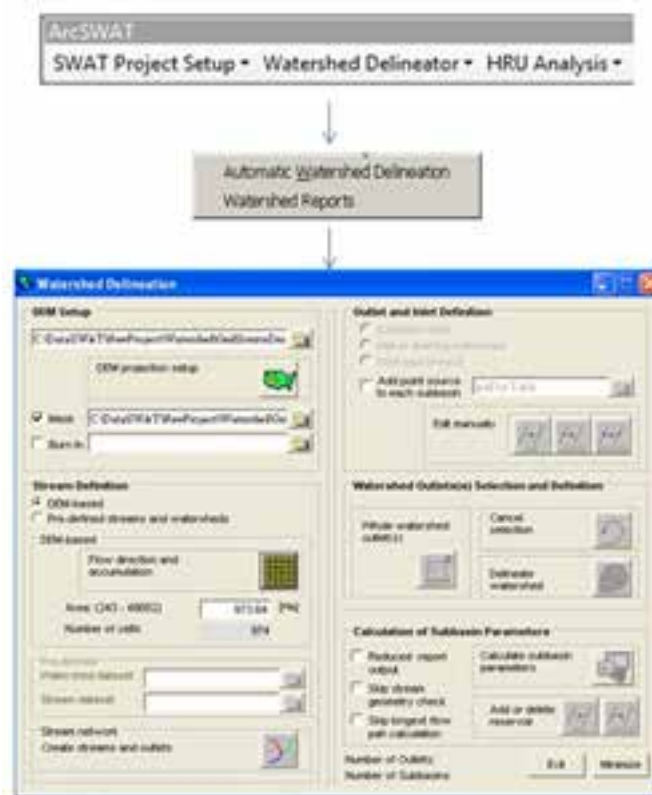 ArcSWAT
SWAT Project Setup Watershed Delineator HRU Analysis
Automatic Watershed Delineation
Watershed Reports
Watershed Delineation
DEM Setup
DEM projection setup
Mask
Burn In
Stream Definition
DEM-based
Pre-defined streams and watersheds
DEM-based
Flow direction and
accumulation
Area:
[Ha]
Number of cells:
Stream dataset:
Stream network
Create streams and outlets
Outlet and Inlet Definition
Add point source
to each subbasin
Edit manually
Watershed Outlet(s) Selection and Definition
Whole watershed
outlet(s)
Cancel
selection
Delineate
watershed
Calculation of Subbasin Parameters
Reduced report
output
Skip stream
geometry check
Skip longest flow
path calculation
Calculate subbasin
parameters
Add or delete
reservoir
Number of Outlets:
Number of Subbasins:
Exit
Minimize